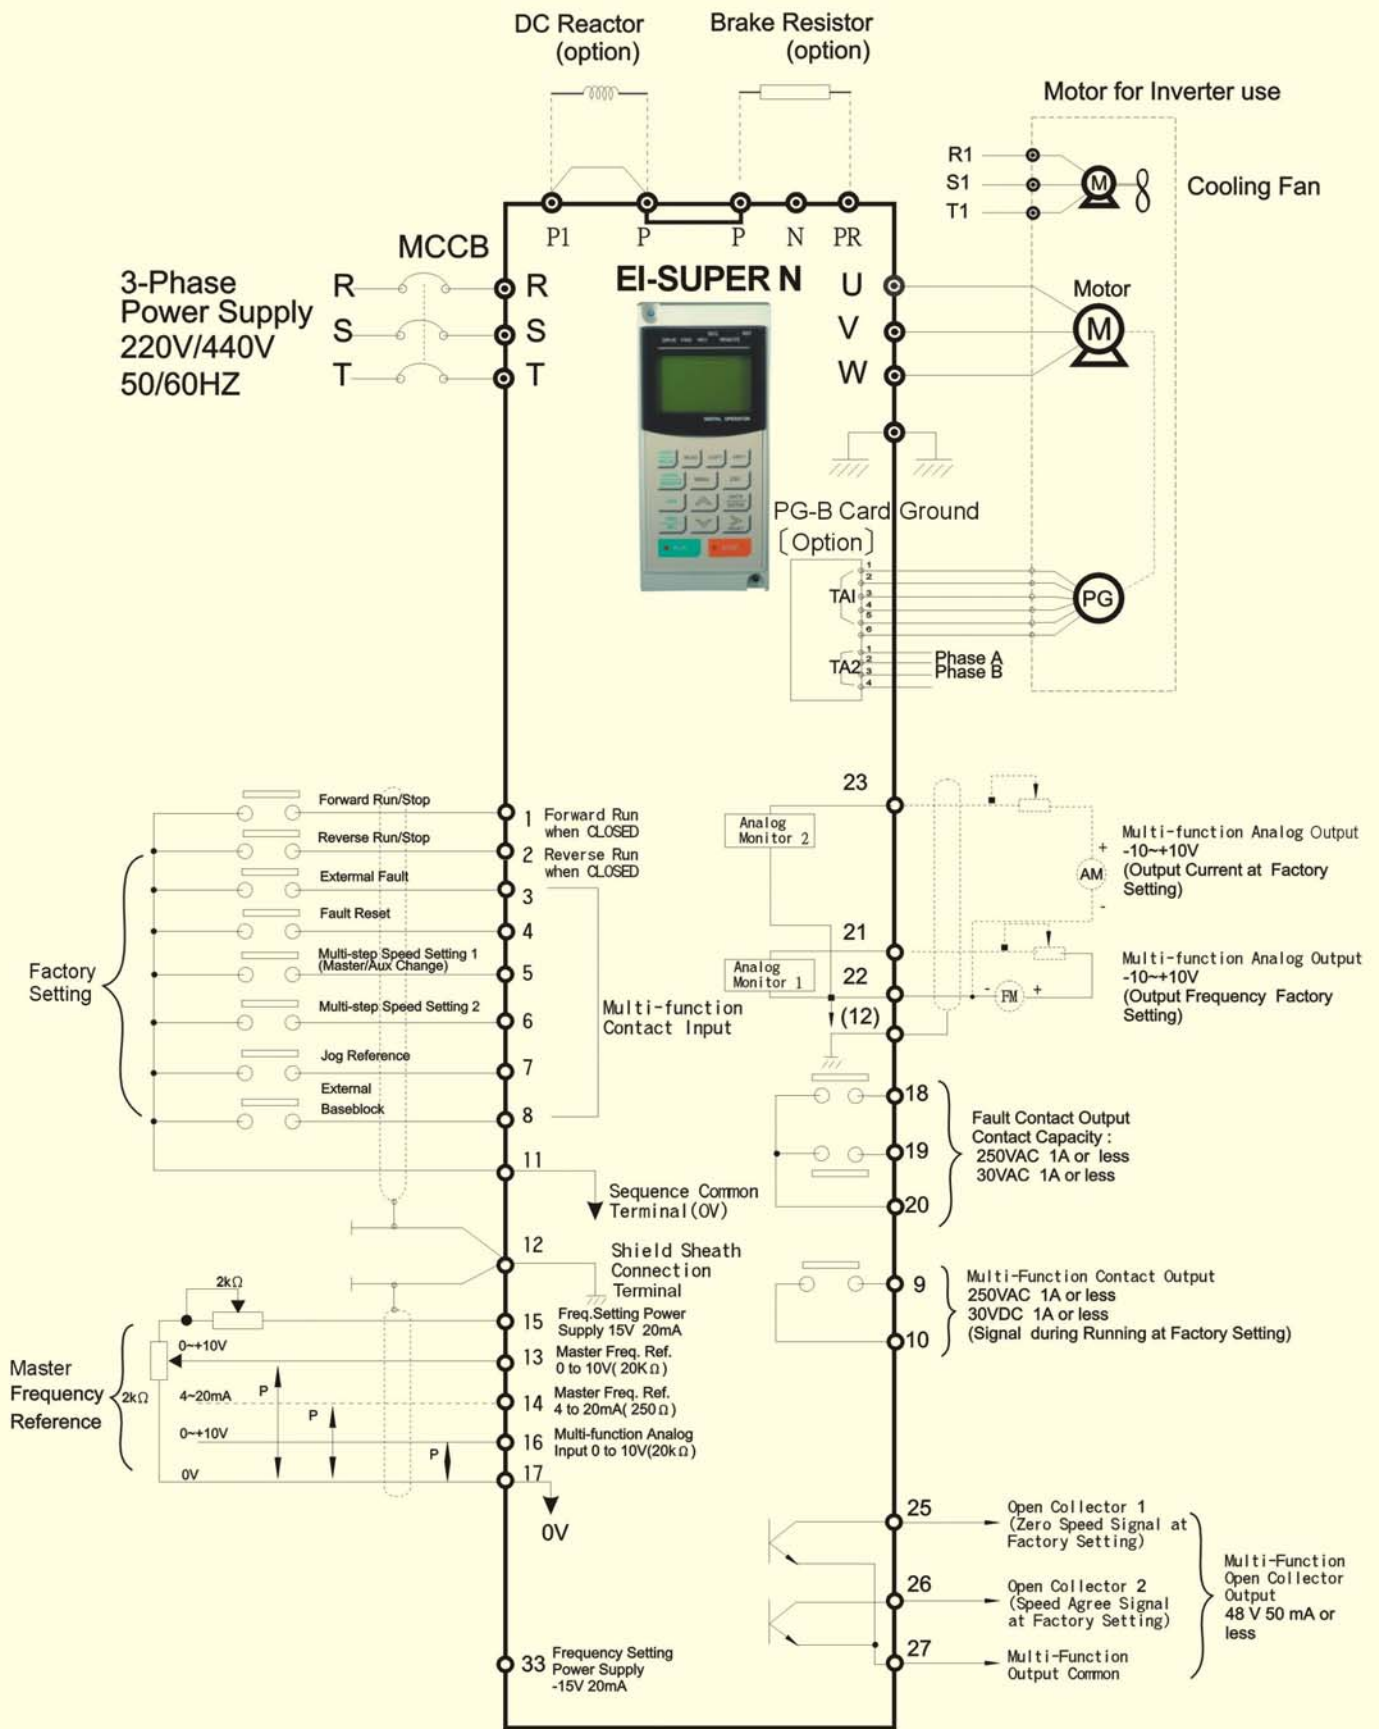 DC Reactor
(option)
Brake Resistor
(option)
Motor for Inverter use
R1
S1
T1
M
Cooling Fan
P1
P
P
N
PR
MCCB
EI-SUPER N
3-Phase
Power Supply
220V/440V
50/60HZ
R
S
T
R
S
T
U
V
W
Motor
M
DIGITAL OPERATOR
PG-B Card
Ground
[Option]
TA1
1
2
3
4
5
6
PG
TA2
1
2
3
4
Phase A
Phase B
Forward Run/Stop
1
Forward Run
when CLOSED
Reverse Run/Stop
2
Reverse Run
when CLOSED
Extermal Fault
3
Fault Reset
4
Multi-step Speed Setting 1
(Master/Aux Change)
5
Multi-step Speed Setting 2
6
Jog Reference
7
External
Baseblock
8
Factory
Setting
Multi-function
Contact Input
11
Sequence Common
Terminal(0V)
12
Shield Sheath
Connection
Terminal
2kΩ
15
Freq.Setting Power
Supply 15V 20mA
0~+10V
13
Master Freq. Ref.
0 to 10V( 20KΩ)
Master
Frequency
Reference
2kΩ
4~20mA
P
14
Master Freq. Ref.
4 to 20mA( 250Ω)
P
0~+10V
16
Multi-function Analog
Input 0 to 10V(20kΩ)
P
0V
17
0V
33
Frequency Setting
Power Supply
-15V 20mA
23
Analog
Monitor 2
+
AM
-
Multi-function Analog Output
-10~+10V
(Output Current at Factory
Setting)
21
Analog
Monitor 1
22
- FM +
Multi-function Analog Output
-10~+10V
(Output Frequency Factory
Setting)
(12)
18
19
20
Fault Contact Output
Contact Capacity :
250VAC 1A or less
30VAC 1A or less
9
10
Multi-Function Contact Output
250VAC 1A or less
30VDC 1A or less
(Signal during Running at Factory Setting)
25
Open Collector 1
(Zero Speed Signal at
Factory Setting)
26
Open Collector 2
(Speed Agree Signal
at Factory Setting)
27
Multi-Function
Output Common
Multi-Function
Open Collector
Output
48 V 50 mA or
less